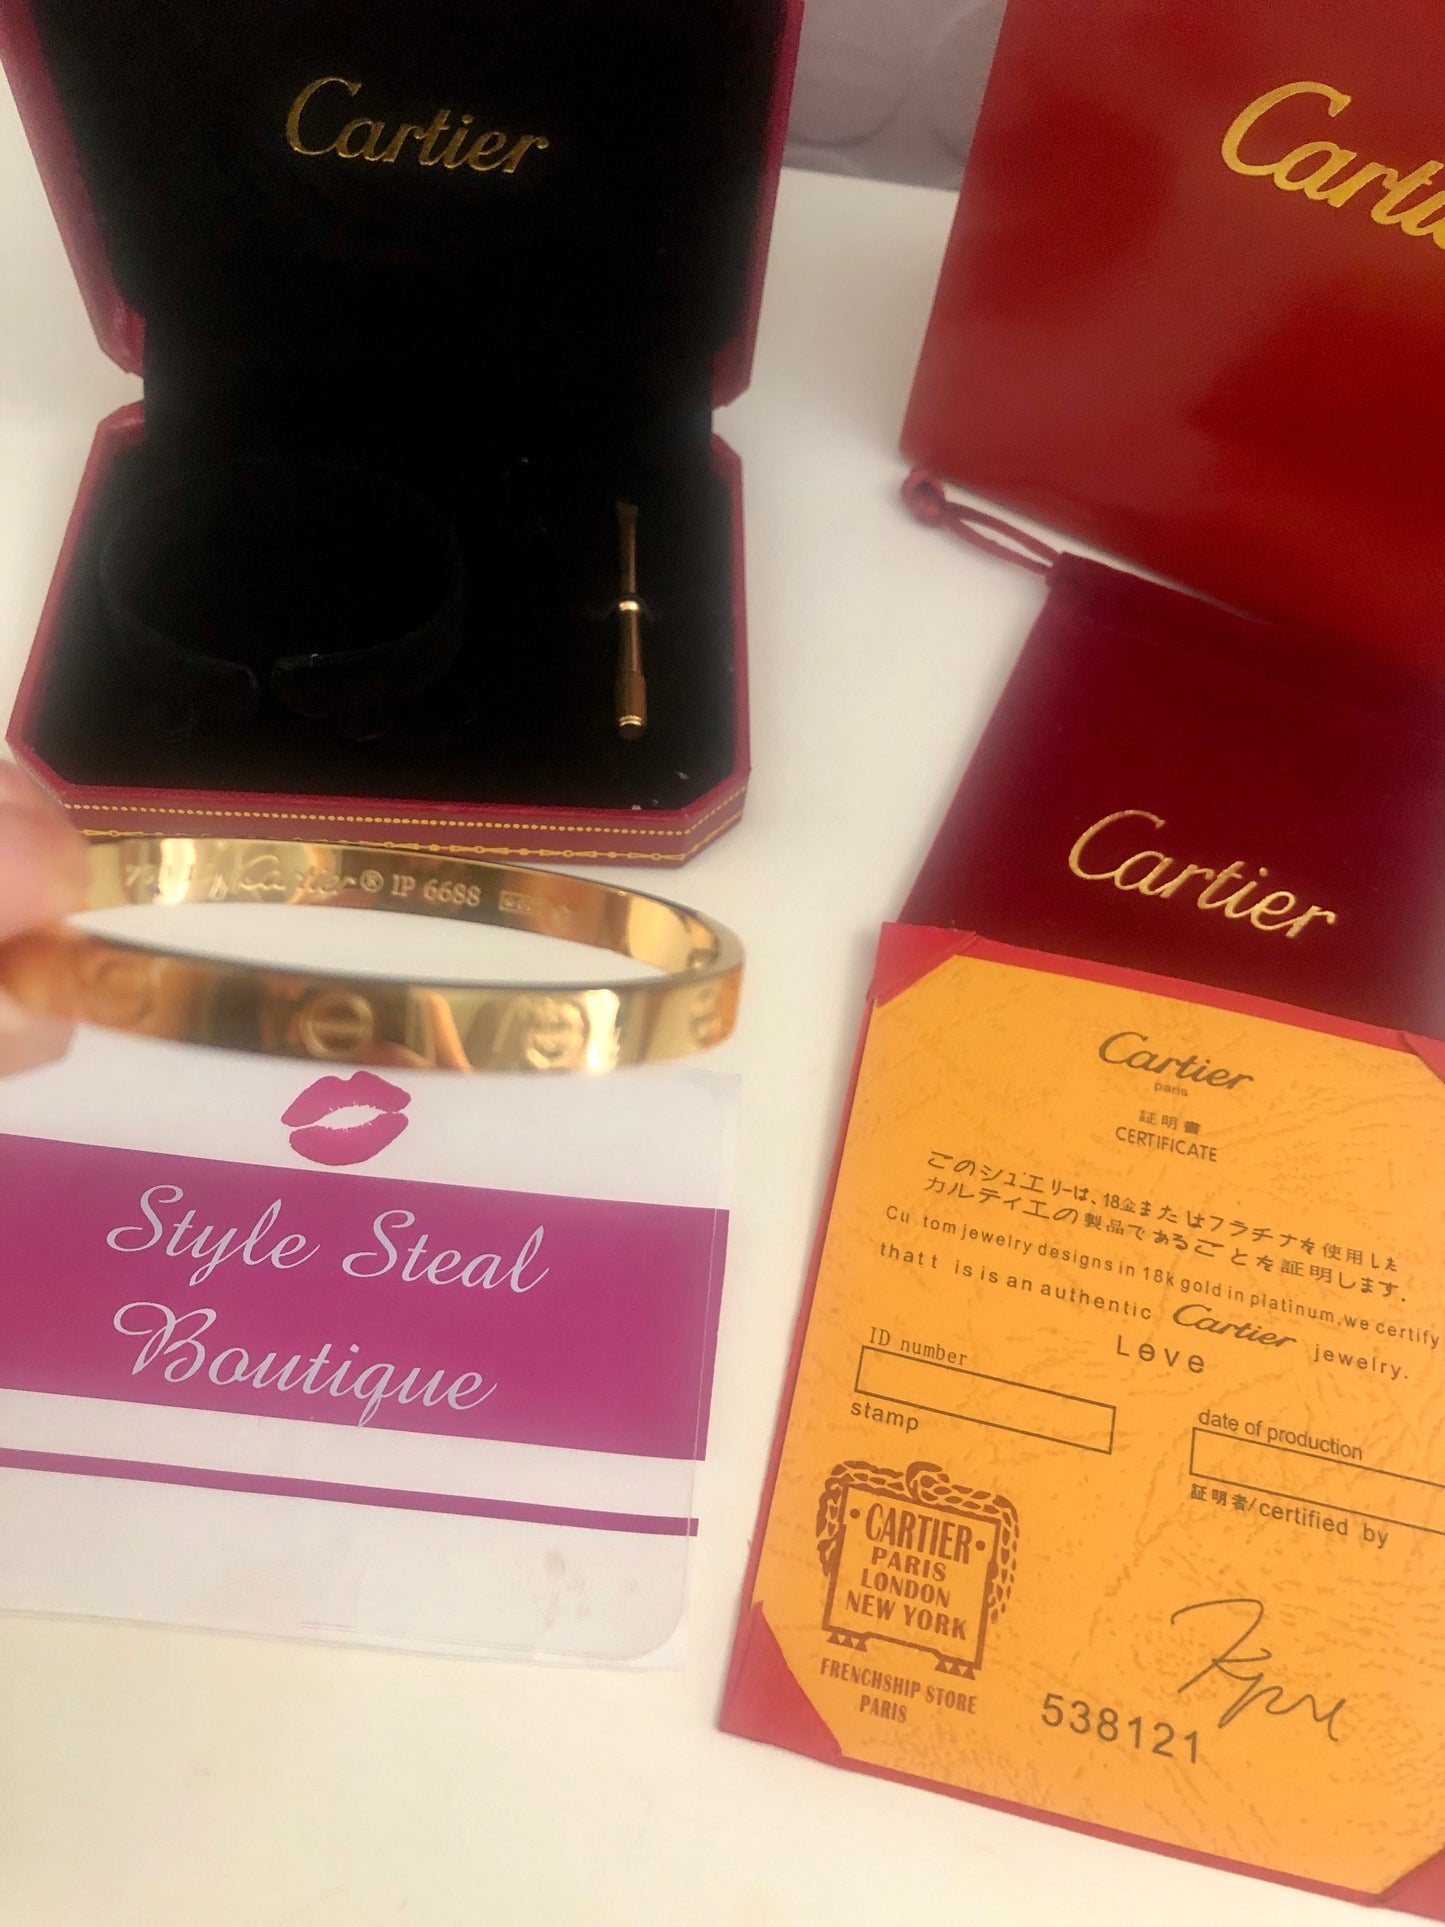 Cartier
Cartie
750 17 Cartier® IP 6688
Cartier
Style Steal
Boutique
Cartier
paris
証明書
CERTIFICATE
このジュエリーは、18金またはプラチナを使用した
カルティエの製品であることを証明します.
Cu tom jewelry designs in 18k gold in platinum,we certify
that t is is an authentic Cartier jewelry.
Love
ID number
stamp
date of production
証明者/certified by
CARTIER
PARIS
LONDON
NEW YORK
FRENCHSHIP STORE
PARIS
538121